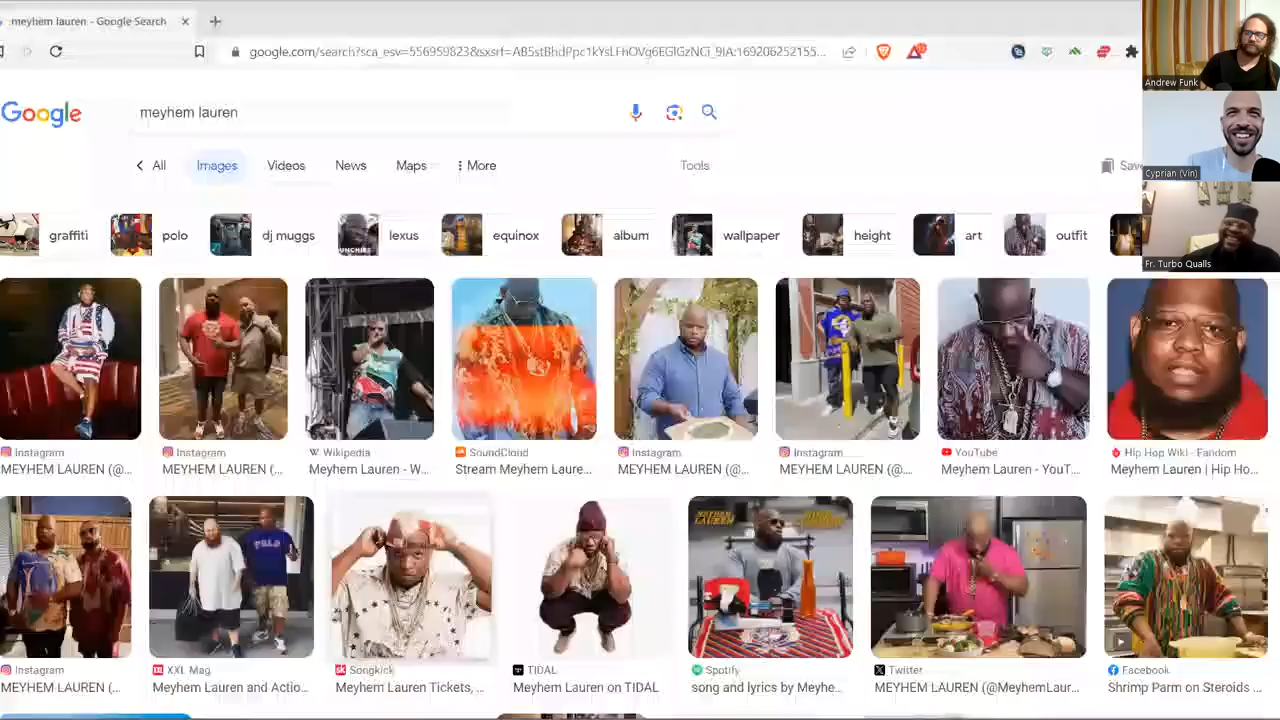 meyhem lauren - Google Search
google.com/search?sca_esv=556959823&sxsrf=
Google
meyhem lauren
All
Images
Videos
News
Maps
More
Tools
graffiti
polo
dj muggs
lexus
equinox
album
wallpaper
height
art
outfit
Instagram
MEYHEM LAUREN (@...
Instagram
MEYHEM LAUREN (...
Wikipedia
Meyhem Lauren - W...
SoundCloud
Stream Meyhem Laure...
Instagram
MEYHEM LAUREN (@...
Instagram
MEYHEM LAUREN (@...
YouTube
Meyhem Lauren - YouT...
Hip Hop Wiki - Fandom
Meyhem Lauren | Hip Ho...
Instagram
MEYHEM LAUREN (...
XXL Mag
Meyhem Lauren and Actio...
Songkick
Meyhem Lauren Tickets, ...
TIDAL
Meyhem Lauren on TIDAL
Spotify
song and lyrics by Meyhe...
Twitter
MEYHEM LAUREN (@MeyhemLaur...
Facebook
Shrimp Parm on Steroids ...
Andrew Funk
Cyprian (Vin)
Fr. Turbo Qualls